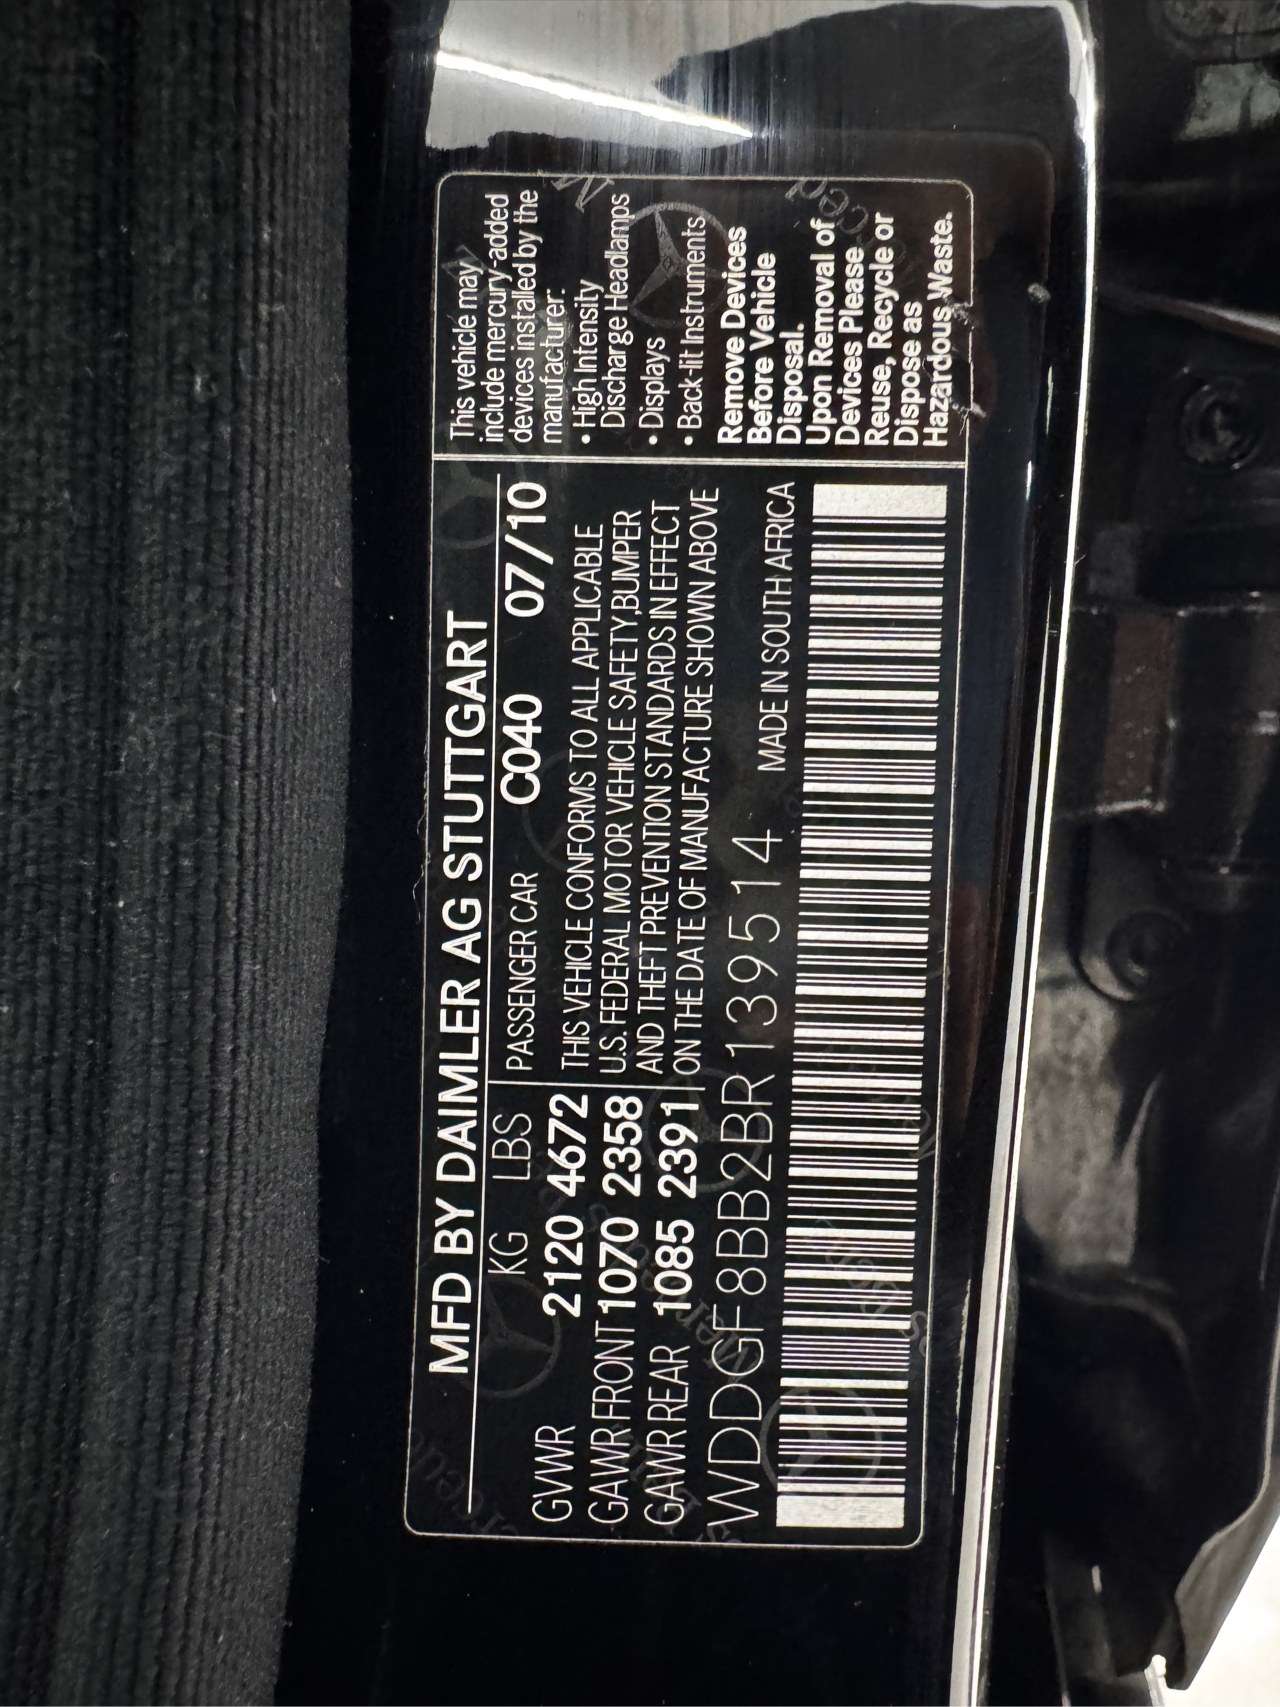 MFD BY DAIMLER AG STUTTGART
KG LBS
GVWR 2120 4672
GAWR FRONT 1070 2358
GAWR REAR 1085 2391
PASSENGER CAR C040 07/10
THIS VEHICLE CONFORMS TO ALL APPLICABLE
U.S. FEDERAL MOTOR VEHICLE SAFETY,BUMPER
AND THEFT PREVENTION STANDARDS IN EFFECT
ON THE DATE OF MANUFACTURE SHOWN ABOVE
WDDGF8BB2BR139514
MADE IN SOUTH AFRICA
This vehicle may
include mercury-added
devices installed by the
manufacturer:
• High Intensity
Discharge Headlamps
• Displays
• Back-lit Instruments
Remove Devices
Before Vehicle
Disposal.
Upon Removal of
Devices Please
Reuse, Recycle or
Dispose as
Hazardous Waste.